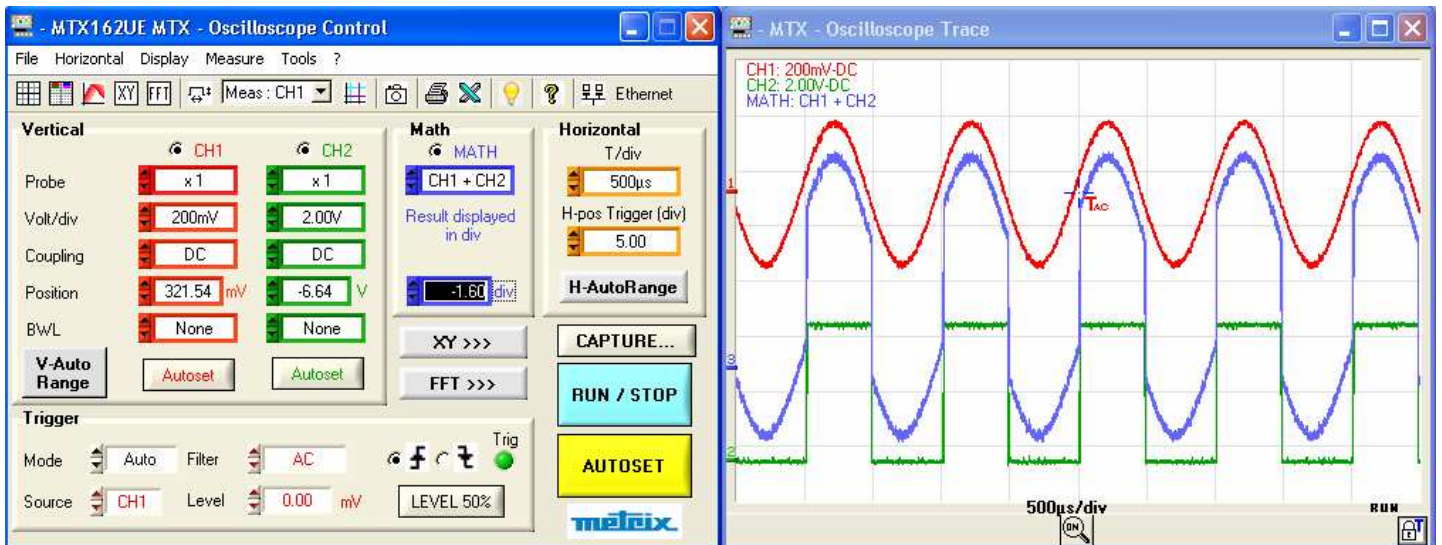 - MTX162UE MTX - Oscilloscope Control
File Horizontal Display Measure Tools ?
XY FFT Meas : CH1 Ethernet
Vertical
CH1 CH2
Probe x 1 x 1
Volt/div 200mV 2.00V
Coupling DC DC
Position 321.54 mV -6.64 V
BWL None None
V-Auto
Range
Autoset Autoset
Math
MATH
CH1 + CH2
Result displayed
in div
-1.60 div
XY >>>
FFT >>>
Horizontal
T/div
500µs
H-pos Trigger (div)
5.00
H-AutoRange
CAPTURE...
RUN / STOP
AUTOSET
metrix
Trigger
Trig
Mode Auto Filter AC
Source CH1 Level 0.00 mV LEVEL 50%
- MTX - Oscilloscope Trace
CH1: 200mV-DC
CH2: 2.00V-DC
MATH: CH1 + CH2
1
TAC
3
2
500µs/div
RUN
ON
T